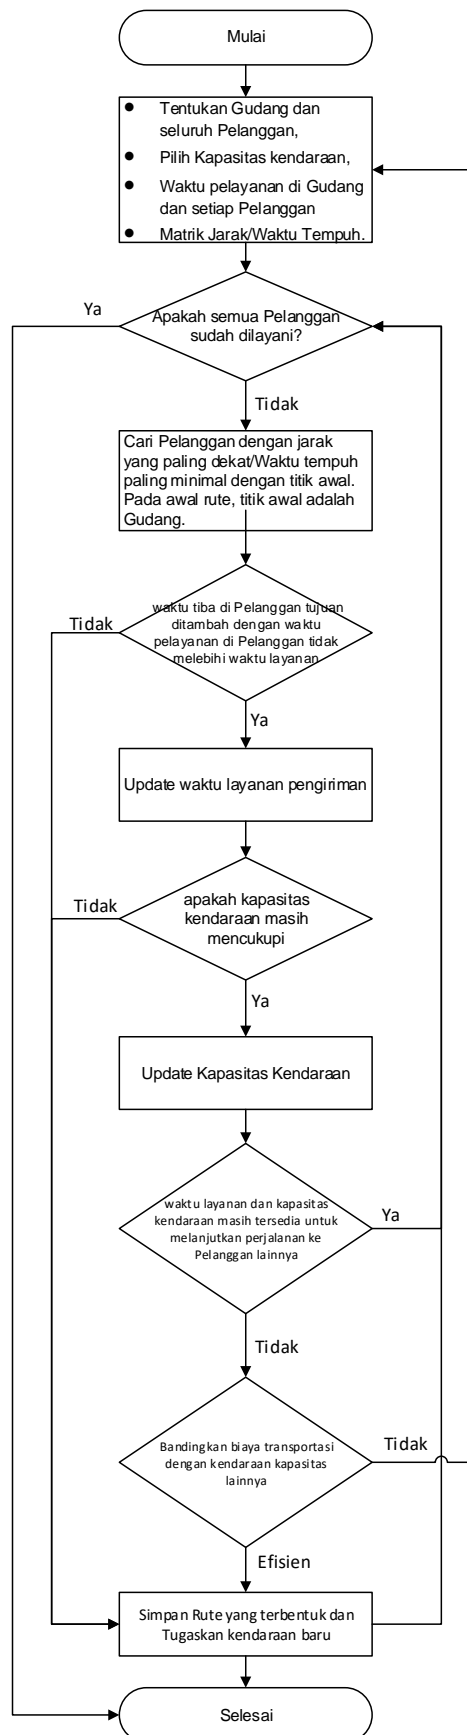 Mulai
● Tentukan Gudang dan
seluruh Pelanggan,
● Pilih Kapasitas kendaraan,
● Waktu pelayanan di Gudang
dan setiap Pelanggan
● Matrik Jarak/Waktu Tempuh.
Ya
Apakah semua Pelanggan
sudah dilayani?
Tidak
Cari Pelanggan dengan jarak
yang paling dekat/Waktu tempuh
paling minimal dengan titik awal.
Pada awal rute, titik awal adalah
Gudang.
Tidak
waktu tiba di Pelanggan tujuan
ditambah dengan waktu
pelayanan di Pelanggan tidak
melebihi waktu layanan
Ya
Update waktu layanan pengiriman
Tidak
apakah kapasitas
kendaraan masih
mencukupi
Ya
Update Kapasitas Kendaraan
waktu layanan dan kapasitas
kendaraan masih tersedia untuk
melanjutkan perjalanan ke
Pelanggan lainnya
Ya
Tidak
Bandingkan biaya transportasi
dengan kendaraan kapasitas
lainnya
Tidak
Efisien
Simpan Rute yang terbentuk dan
Tugaskan kendaraan baru
Selesai